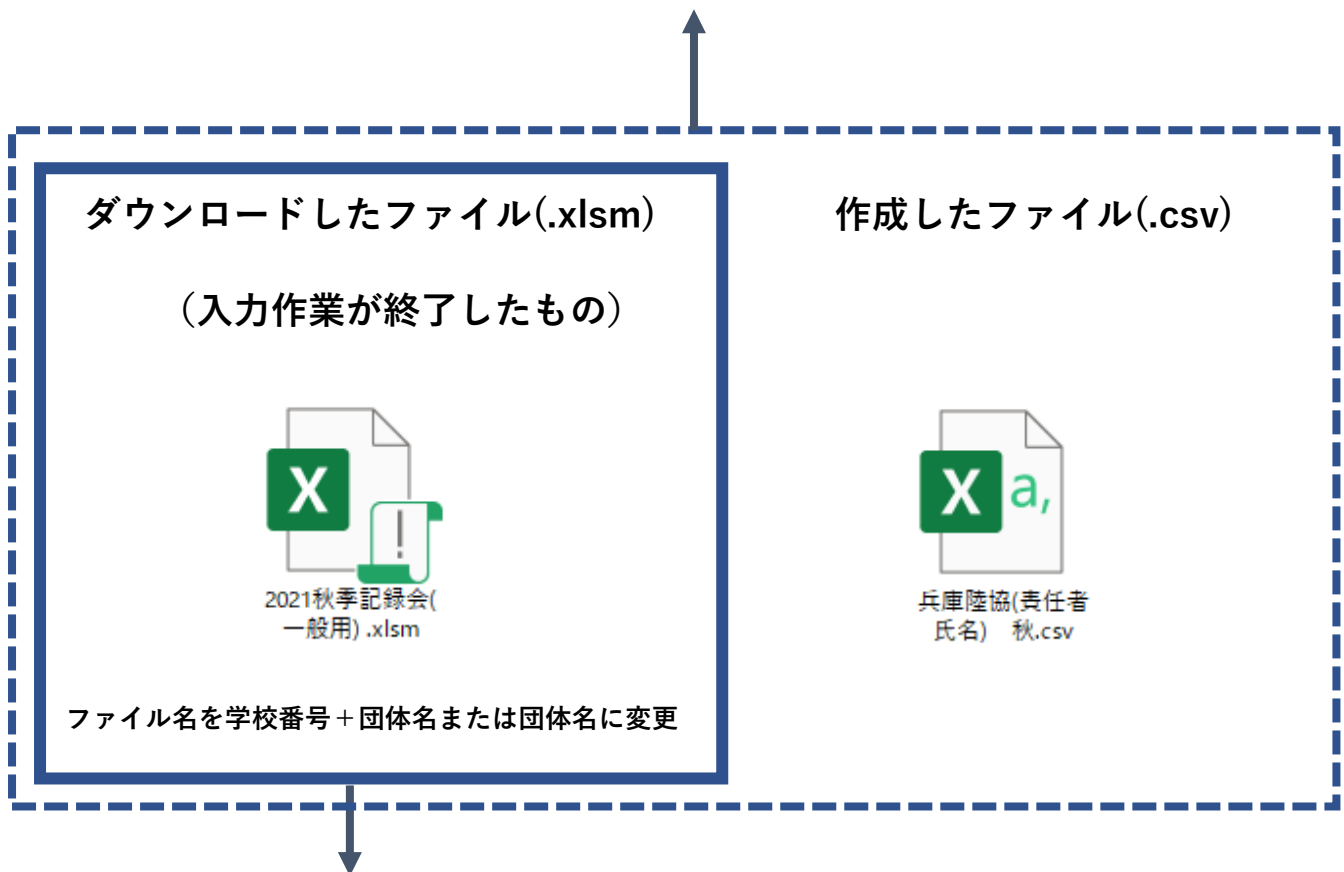 ダウンロードしたファイル(.xlsm)
作成したファイル(.csv)
（入力作業が終了したもの）
X
!
X a,
2021秋季記録会(
一般用) .xlsm
兵庫陸協(責任者
氏名)　秋.csv
ファイル名を学校番号＋団体名または団体名に変更